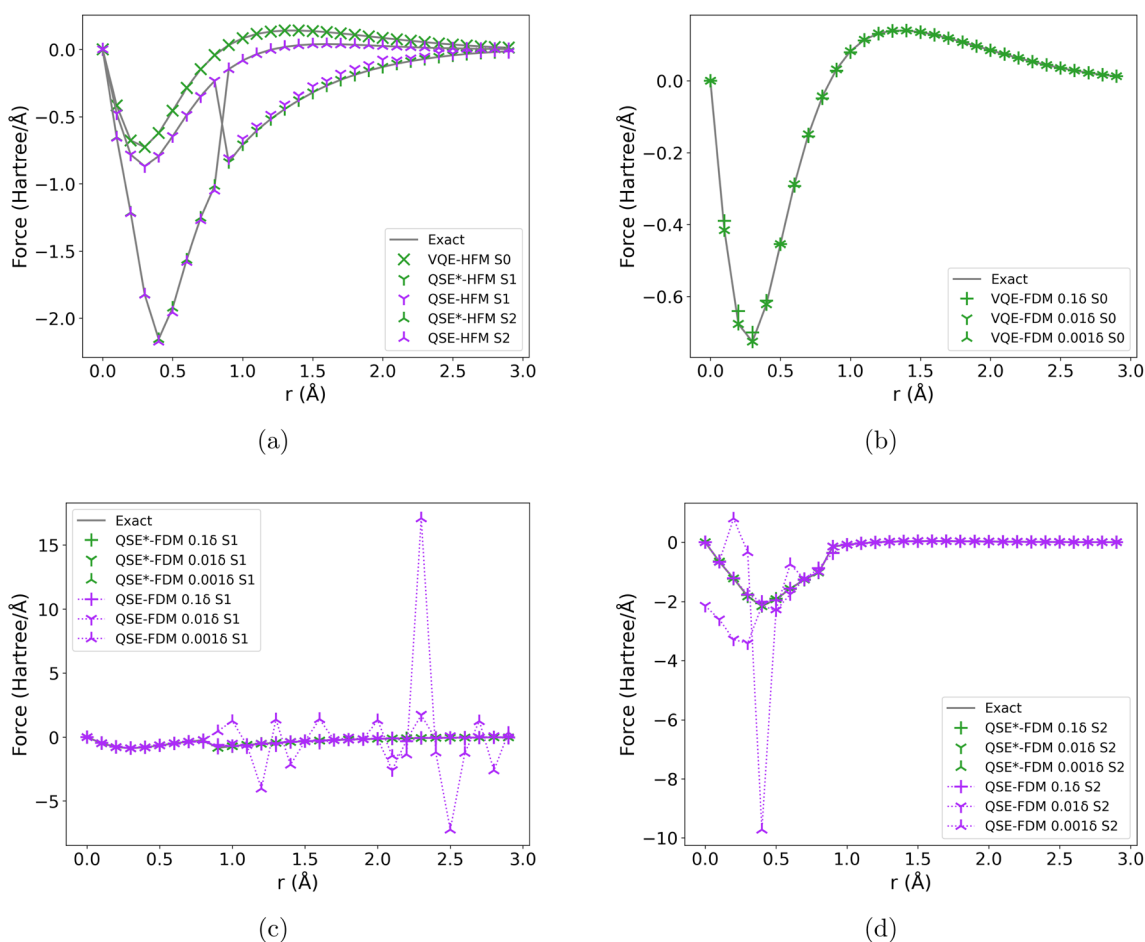 0.0
−0.5
−1.0
−1.5
−2.0
Force (Hartree/Å)
Exact
VQE-HFM S0
QSE*-HFM S1
QSE-HFM S1
QSE*-HFM S2
QSE-HFM S2
0.0 0.5 1.0 1.5 2.0 2.5 3.0
r (Å)
(a)
0.0
−0.2
−0.4
−0.6
Force (Hartree/Å)
Exact
VQE-FDM 0.1δ S0
VQE-FDM 0.01δ S0
VQE-FDM 0.001δ S0
0.0 0.5 1.0 1.5 2.0 2.5 3.0
r (Å)
(b)
15
10
5
0
−5
Force (Hartree/Å)
Exact
QSE*-FDM 0.1δ S1
QSE*-FDM 0.01δ S1
QSE*-FDM 0.001δ S1
QSE-FDM 0.1δ S1
QSE-FDM 0.01δ S1
QSE-FDM 0.001δ S1
0.0 0.5 1.0 1.5 2.0 2.5 3.0
r (Å)
(c)
0
−2
−4
−6
−8
−10
Force (Hartree/Å)
Exact
QSE*-FDM 0.1δ S2
QSE*-FDM 0.01δ S2
QSE*-FDM 0.001δ S2
QSE-FDM 0.1δ S2
QSE-FDM 0.01δ S2
QSE-FDM 0.001δ S2
0.0 0.5 1.0 1.5 2.0 2.5 3.0
r (Å)
(d)